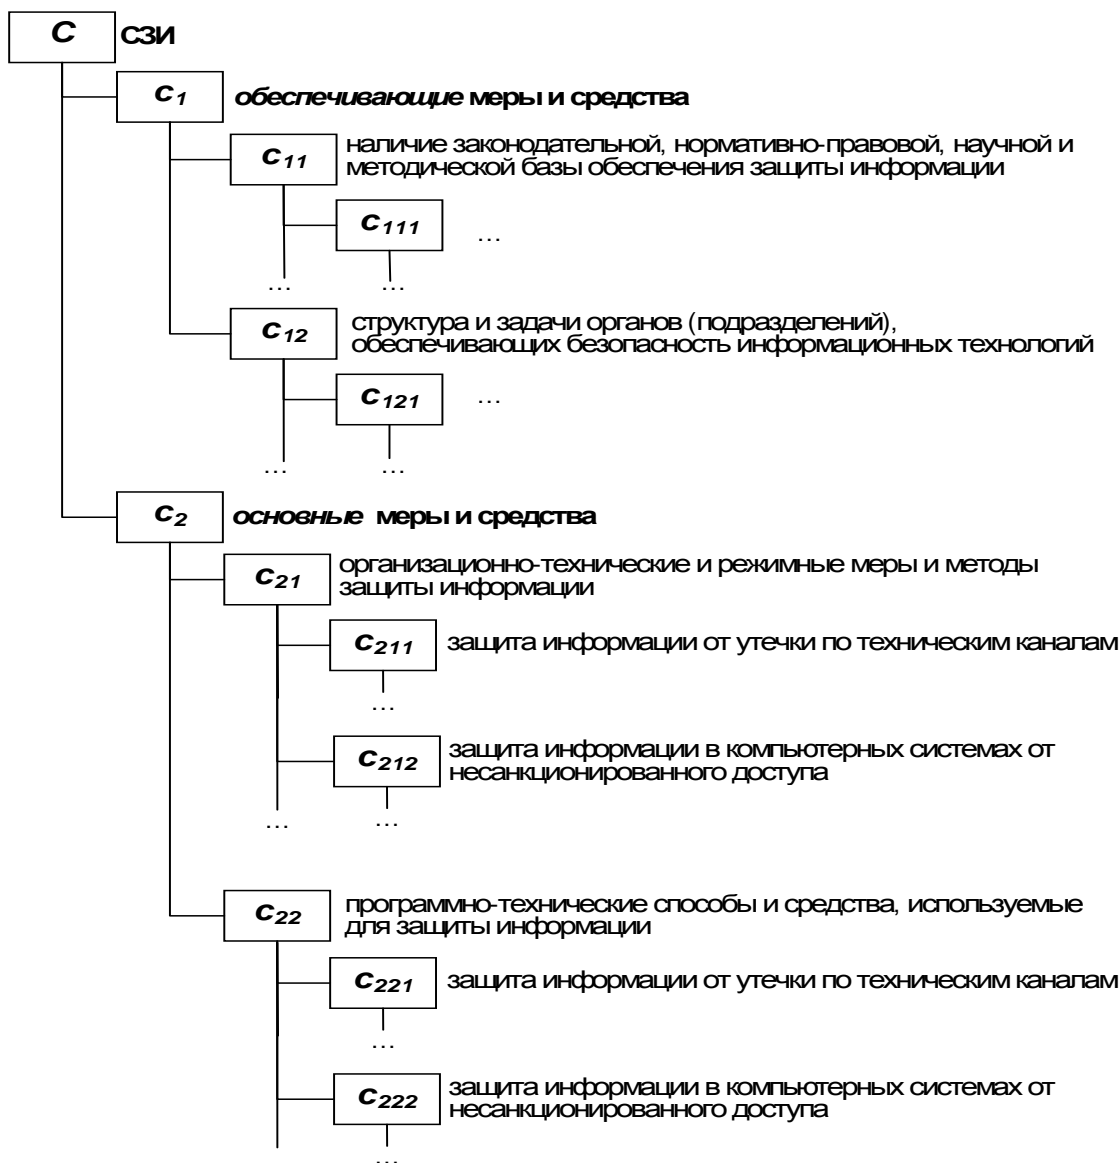 C СЗИ
c1 обеспечивающие меры и средства
c11 наличие законодательной, нормативно-правовой, научной и
методической базы обеспечения защиты информации
c111 ...
... ...
c12 структура и задачи органов (подразделений),
обеспечивающих безопасность информационных технологий
c121 ...
... ...
c2 основные меры и средства
c21 организационно-технические и режимные меры и методы
защиты информации
c211 защита информации от утечки по техническим каналам
...
c212 защита информации в компьютерных системах от
несанкционированного доступа
... ...
c22 программно-технические способы и средства, используемые
для защиты информации
c221 защита информации от утечки по техническим каналам
...
c222 защита информации в компьютерных системах от
несанкционированного доступа
...